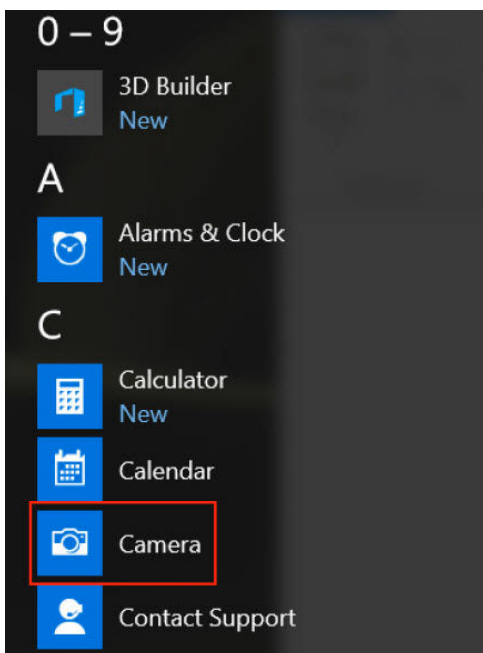 0 – 9
3D Builder
New
A
Alarms & Clock
New
C
Calculator
New
Calendar
Camera
Contact Support